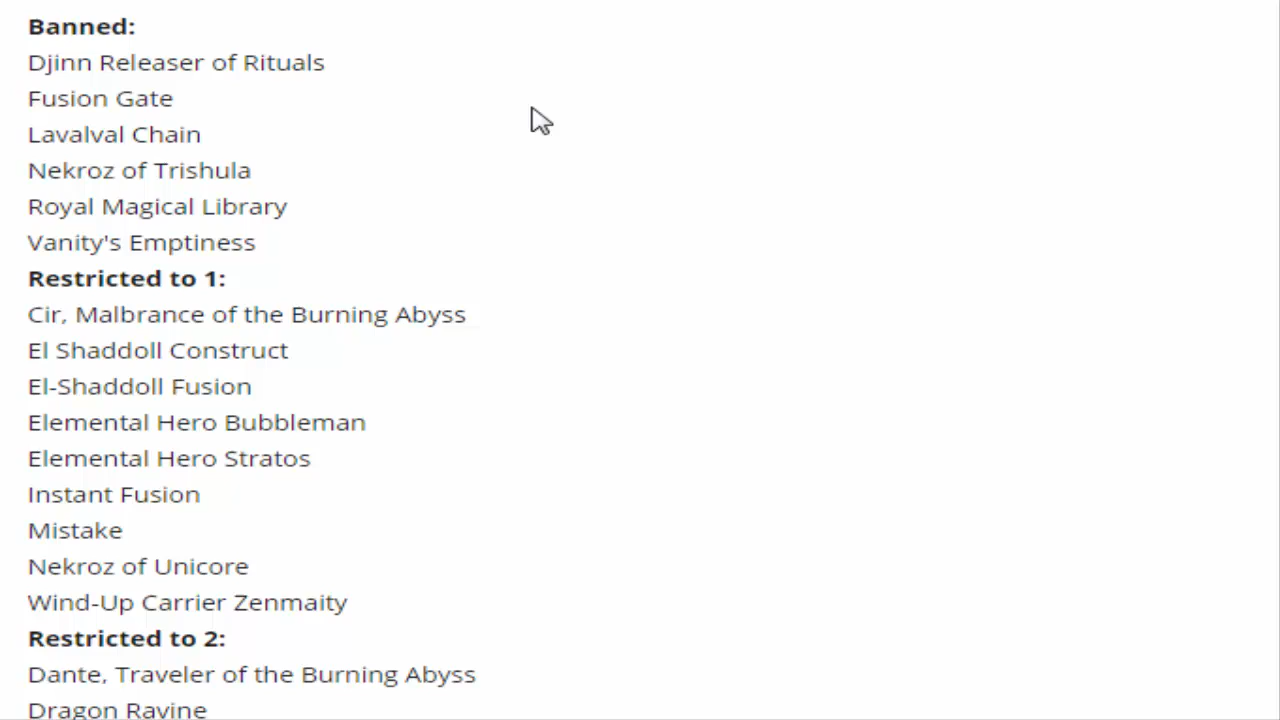 Banned:
Djinn Releaser of Rituals
Fusion Gate
Lavalval Chain
Nekroz of Trishula
Royal Magical Library
Vanity's Emptiness
Restricted to 1:
Cir, Malbrance of the Burning Abyss
El Shaddoll Construct
El-Shaddoll Fusion
Elemental Hero Bubbleman
Elemental Hero Stratos
Instant Fusion
Mistake
Nekroz of Unicore
Wind-Up Carrier Zenmaity
Restricted to 2:
Dante, Traveler of the Burning Abyss
Dragon Ravine